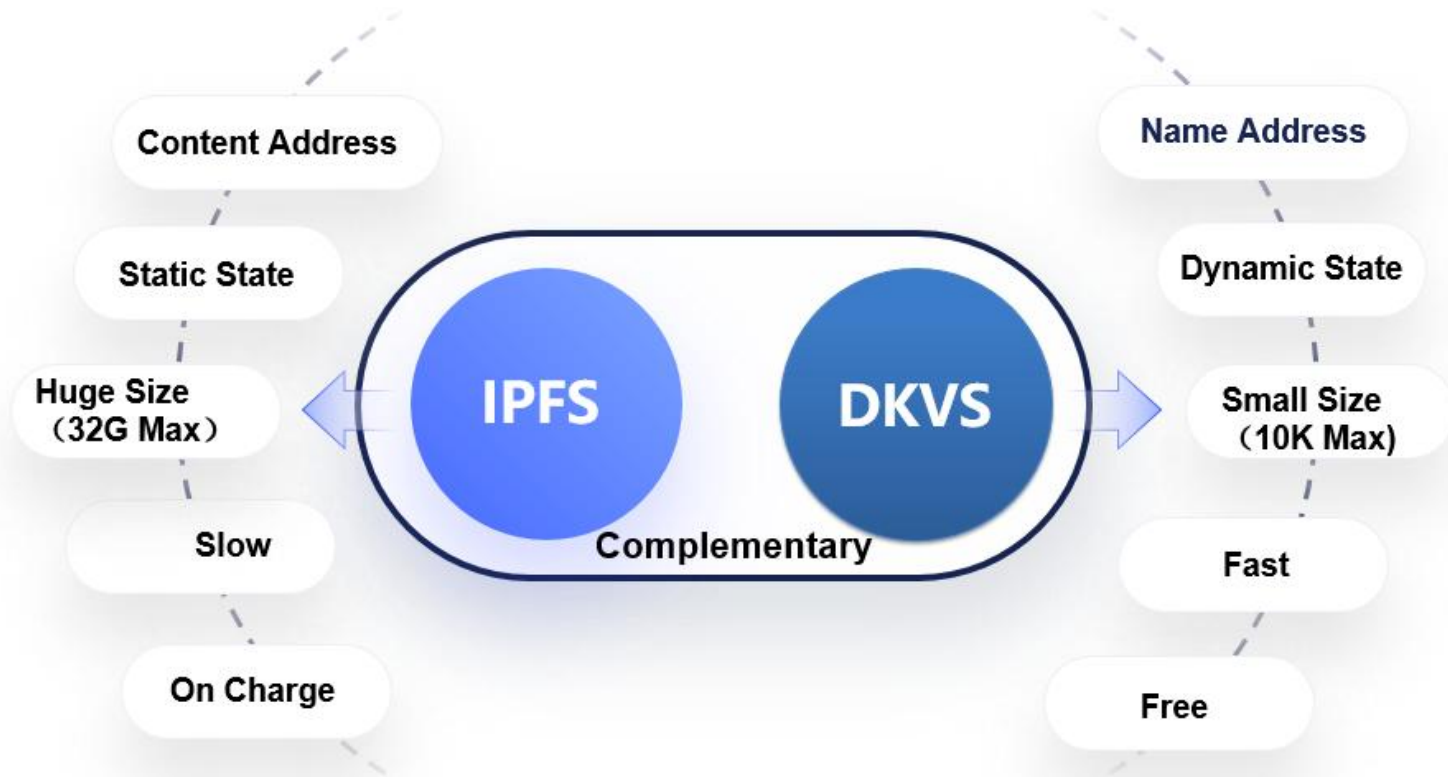 Content Address
Static State
Huge Size
（32G Max）
Slow
On Charge
IPFS
DKVS
Complementary
Name Address
Dynamic State
Small Size
（10K Max)
Fast
Free